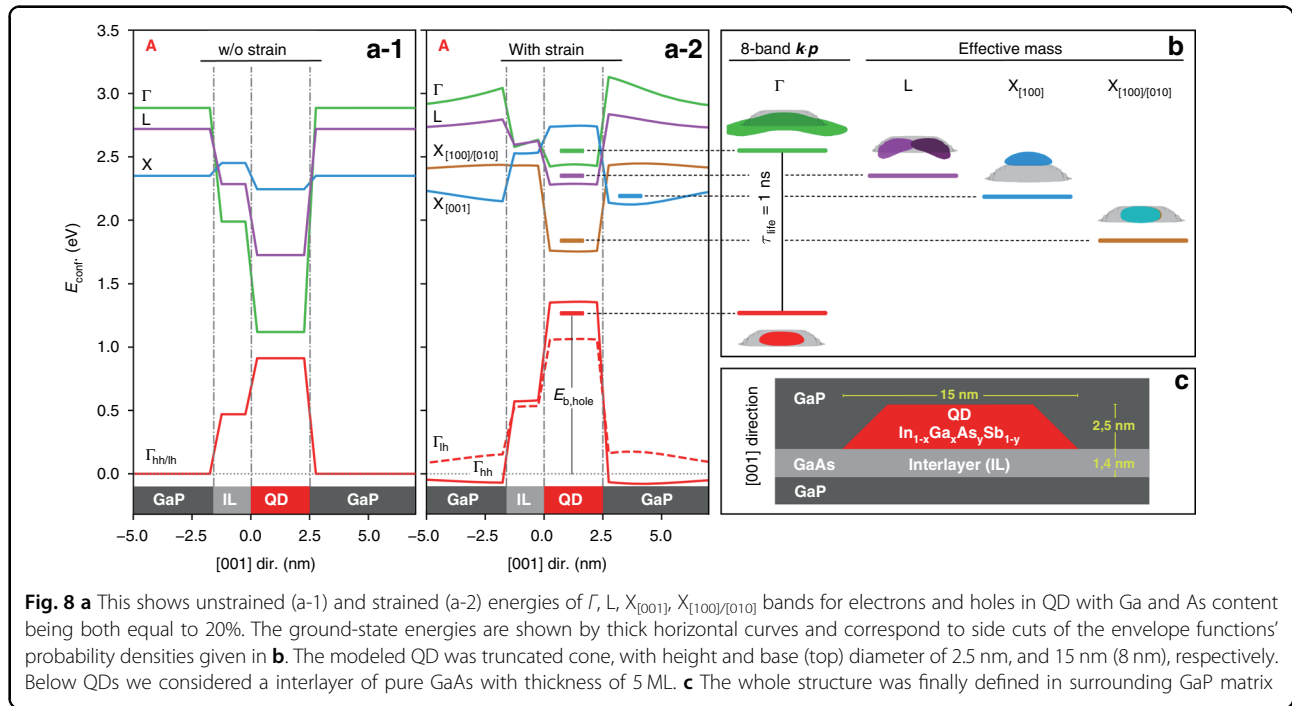 A
w/o strain
a-1
Γ
L
X
Γhh/lh
GaP
IL
QD
GaP
3.5
3.0
2.5
2.0
1.5
1.0
0.5
0.0
Econf. (eV)
−5.0
−2.5
0.0
2.5
5.0
[001] dir. (nm)
A
With strain
a-2
Γ
L
X[100]/[010]
X[001]
Eb,hole
Γlh
Γhh
GaP
IL
QD
GaP
−5.0
−2.5
0.0
2.5
5.0
[001] dir. (nm)
b
8-band k·p
Effective mass
Γ
L
X[100]
X[100]/[010]
τlife = 1 ns
c
[001] direction
GaP
15 nm
QD
In1-xGaxAsySb1-y
2,5 nm
GaAs
Interlayer (IL)
1,4 nm
GaP
Fig. 8 a This shows unstrained (a-1) and strained (a-2) energies of Γ, L, X[001], X[100]/[010] bands for electrons and holes in QD with Ga and As content
being both equal to 20%. The ground-state energies are shown by thick horizontal curves and correspond to side cuts of the envelope functions’
probability densities given in b. The modeled QD was truncated cone, with height and base (top) diameter of 2.5 nm, and 15 nm (8 nm), respectively.
Below QDs we considered a interlayer of pure GaAs with thickness of 5 ML. c The whole structure was finally defined in surrounding GaP matrix